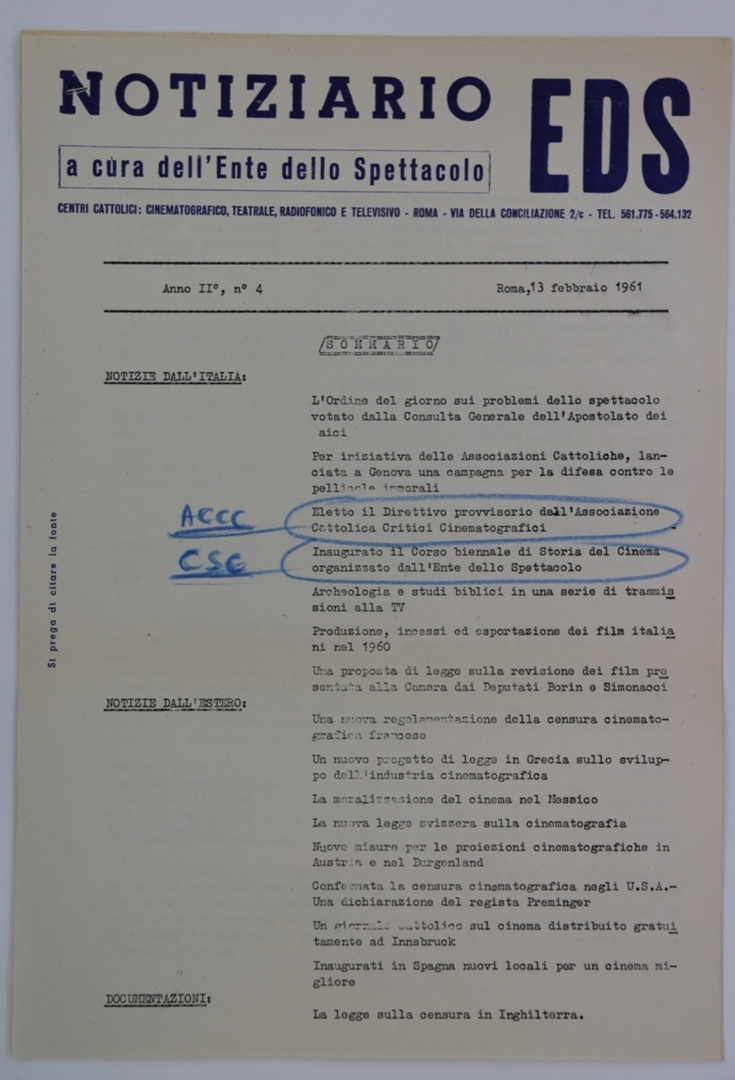 NOTIZIARIO EDS
a cura dell'Ente dello Spettacolo
CENTRI CATTOLICI: CINEMATOGRAFICO, TEATRALE, RADIOFONICO E TELEVISIVO - ROMA - VIA DELLA CONCILIAZIONE 2/c - TEL. 561.775-564.132
Anno II°, n° 4 Roma,13 febbraio 1961
/SOMMARIO/
NOTIZIE DALL'ITALIA:
L'Ordine del giorno sui problemi dello spettacolo
votato dalla Consulta Generale dell'Apostolato dei
aici
Per iniziativa delle Associazioni Cattoliche, lan-
ciata a Genova una campagna per la difesa contro le
pellicole immorali
ACCC
Eletto il Direttivo provvisorio dell'Associazione
Cattolica Critici Cinematografici
CSC
Inaugurato il Corso biennale di Storia del Cinema
organizzato dall'Ente dello Spettacolo
Archeologia e studi biblici in una serie di trasmis
sioni alla TV
Produzione, incassi ed esportazione dei film italia
ni nel 1960
Una proposta di legge sulla revisione dei film pre
sentata alla Camera dai Deputati Borin e Simonacci
NOTIZIE DALL'ESTERO:
Una nuova regolamentazione della censura cinemato-
grafica francese
Un nuovo progetto di legge in Grecia sullo svilup-
po dell'industria cinematografica
La moralizzazione del cinema nel Messico
La nuova legge svizzera sulla cinematografia
Nuove misure per le proiezioni cinematografiche in
Austria e nel Burgenland
Confermata la censura cinematografica negli U.S.A.-
Una dichiarazione del regista Preminger
Un giornale cattolico sul cinema distribuito gratui
tamente ad Innsbruck
Inaugurati in Spagna nuovi locali per un cinema mi-
gliore
DOCUMENTAZIONI:
La legge sulla censura in Inghilterra.
Si prega di citare la fonte